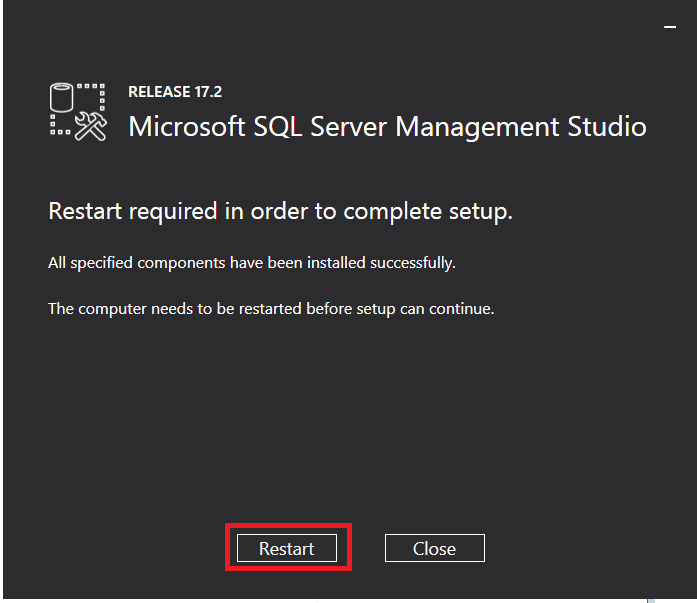 RELEASE 17.2
Microsoft SQL Server Management Studio
Restart required in order to complete setup.
All specified components have been installed successfully.
The computer needs to be restarted before setup can continue.
Restart
Close